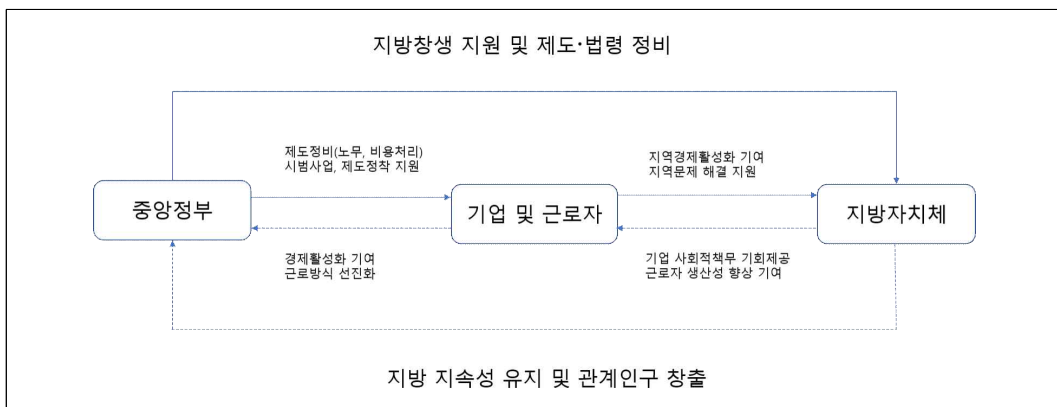 지방창생 지원 및 제도·법령 정비
제도정비(노무, 비용처리)
시범사업, 제도정착 지원
지역경제활성화 기여
지역문제 해결 지원
중앙정부
기업 및 근로자
지방자치체
경제활성화 기여
근로방식 선진화
기업 사회적책무 기회제공
근로자 생산성 향상 기여
지방 지속성 유지 및 관계인구 창출